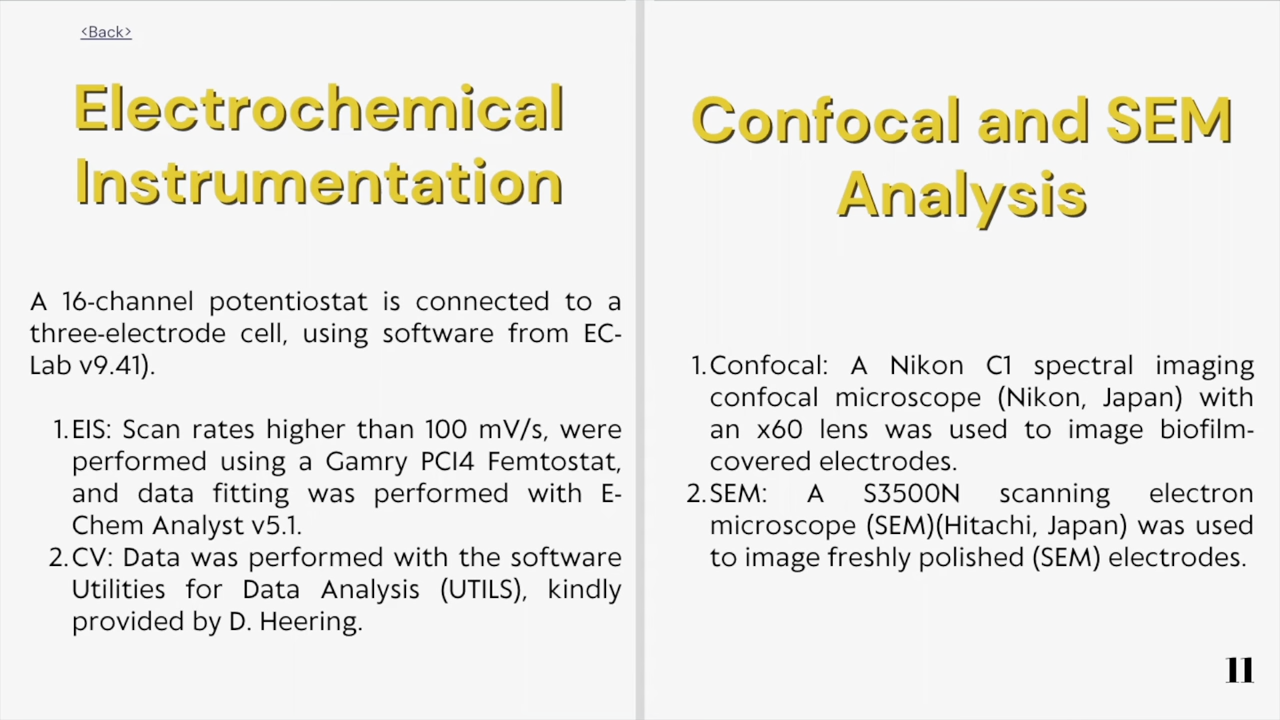 <Back>
Electrochemical
Instrumentation
A 16-channel potentiostat is connected to a
three-electrode cell, using software from EC-
Lab v9.41).
1. EIS: Scan rates higher than 100 mV/s, were
performed using a Gamry PCI4 Femtostat,
and data fitting was performed with E-
Chem Analyst v5.1.
2. CV: Data was performed with the software
Utilities for Data Analysis (UTILS), kindly
provided by D. Heering.
Confocal and SEM
Analysis
1. Confocal: A Nikon C1 spectral imaging
confocal microscope (Nikon, Japan) with
an x60 lens was used to image biofilm-
covered electrodes.
2. SEM: A S3500N scanning electron
microscope (SEM)(Hitachi, Japan) was used
to image freshly polished (SEM) electrodes.
11